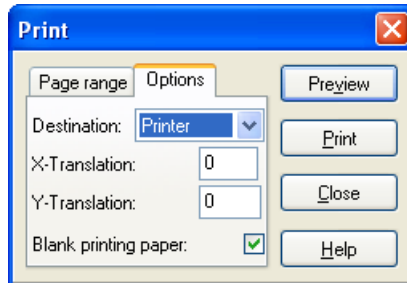 Print
Page range Options
Preview
Destination: Printer
Print
X-Translation: 0
Y-Translation: 0
Close
Blank printing paper:
Help